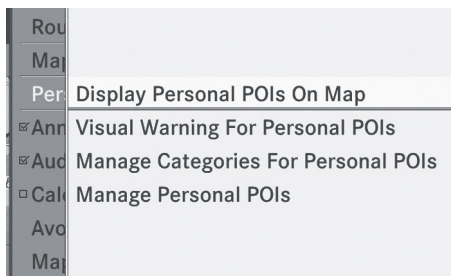 Rou
Map
Per
Display Personal POIs On Map
Ann
Visual Warning For Personal POIs
Aud
Manage Categories For Personal POIs
Cale
Manage Personal POIs
Avo
Map